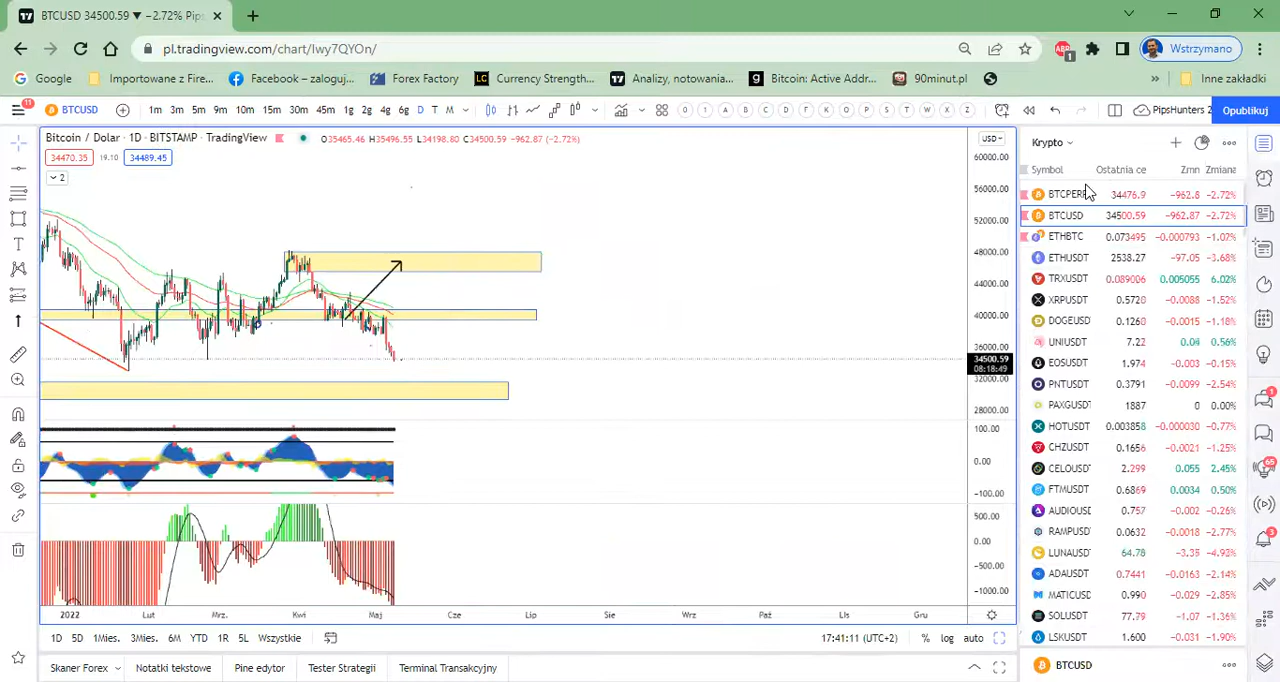 BTCUSD 34500.59 ▼ −2.72% Pips
pl.tradingview.com/chart/Iwy7QYOn/
ABP 1
Wstrzymano
Google Importowane z Fire... Facebook – zaloguj... Forex Factory LC Currency Strength... Analizy, notowania... g Bitcoin: Active Addr... 90minut.pl » Inne zakładki
11 BTCUSD 1m 3m 5m 9m 10m 15m 30m 45m 1g 2g 4g 6g D T M PipsHunters 2 Opublikuj
Bitcoin / Dolar · 1D · BITSTAMP · TradingView O35465.46 H35496.55 L34198.80 C34500.59 −962.87 (−2.72%)
34470.35 19.10 34489.45
2
USD
60000.00
56000.00
52000.00
48000.00
44000.00
40000.00
36000.00
34500.59
08:18:49
32000.00
28000.00
100.00
0.00
-100.00
500.00
0.00
-500.00
-1000.00
2022 Lut Mrz. Kwi Maj Cze Lip Sie Wrz Paź Lis Gru
1D 5D 1Mies. 3Mies. 6M YTD 1R 5L Wszystkie 17:41:11 (UTC+2) % log auto
Skaner Forex Notatki tekstowe Pine edytor Tester Strategii Terminal Transakcyjny
Krypto
Symbol Ostatnia ce Zmn Zmiana
BTCPERP 34476.9 −962.8 −2.72%
BTCUSD 34500.59 −962.87 −2.72%
ETHBTC 0.073495 −0.000793 −1.07%
ETHUSDT 2538.27 −97.05 −3.68%
TRXUSDT 0.089006 0.005055 6.02%
XRPUSDT 0.5720 −0.0088 −1.52%
DOGEUSDT 0.1260 −0.0015 −1.18%
UNIUSDT 7.22 0.04 0.56%
EOSUSDT 1.974 −0.003 −0.15%
PNTUSDT 0.3791 −0.0099 −2.54%
PAXGUSDT 1887 0 0.00%
HOTUSDT 0.003858 −0.000030 −0.77%
CHZUSDT 0.1656 −0.0021 −1.25%
CELOUSDT 2.299 0.055 2.45%
FTMUSDT 0.6869 0.0034 0.50%
AUDIOUSDT 0.757 −0.002 −0.26%
RAMPUSDT 0.0632 −0.0018 −2.77%
LUNAUSDT 64.78 −3.35 −4.93%
ADAUSDT 0.7441 −0.0163 −2.14%
MATICUSDT 0.990 −0.029 −2.85%
SOLUSDT 77.79 −1.07 −1.36%
LSKUSDT 1.600 −0.031 −1.90%
BTCUSD
1
65
3